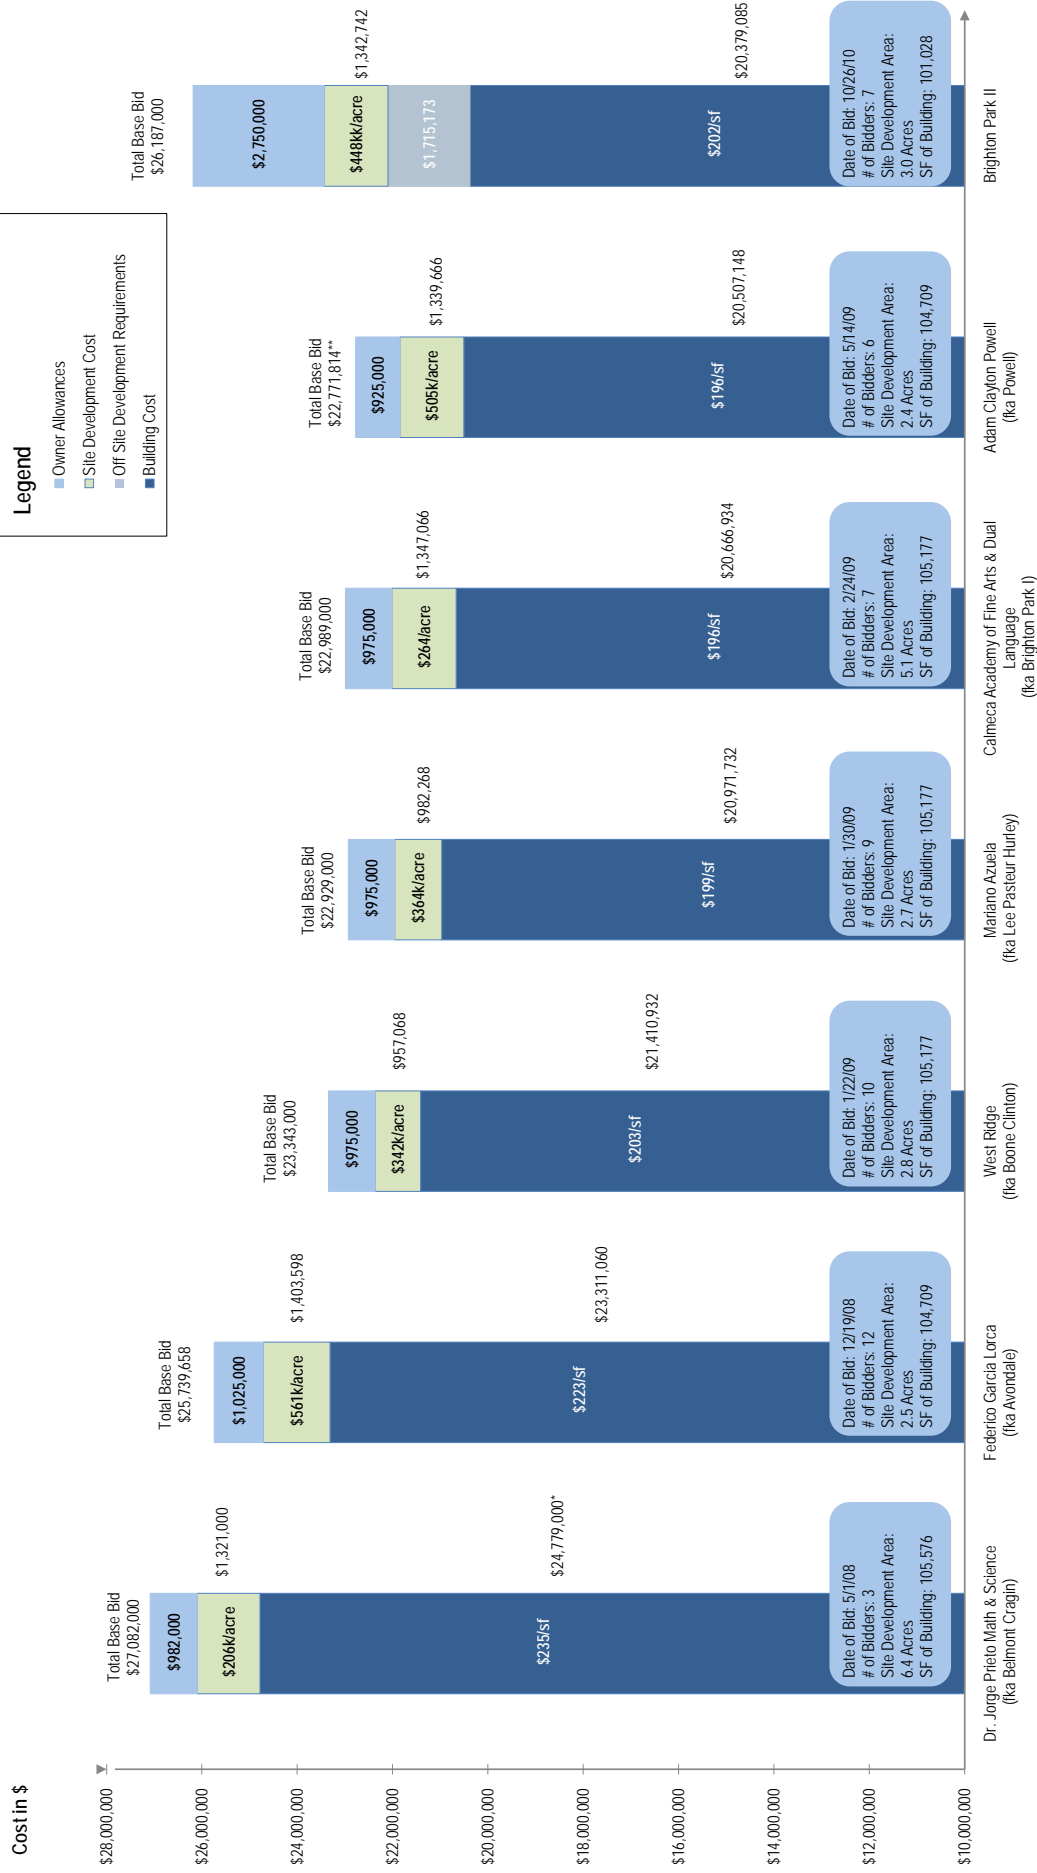 Cost in $
Legend
Owner Allowances
Site Development Cost
Off Site Development Requirements
Building Cost
$28,000,000
$26,000,000
$24,000,000
$22,000,000
$20,000,000
$18,000,000
$16,000,000
$14,000,000
$12,000,000
$10,000,000
Total Base Bid
$27,082,000
$982,000
$206k/acre
$1,321,000
$235/sf
$24,779,000*
Date of Bid: 5/1/08
# of Bidders: 3
Site Development Area:
6.4 Acres
SF of Building: 105,576
Dr. Jorge Prieto Math & Science
(fka Belmont Cragin)
Total Base Bid
$25,739,658
$1,025,000
$561k/acre
$1,403,598
$223/sf
$23,311,060
Date of Bid: 12/19/08
# of Bidders: 12
Site Development Area:
2.5 Acres
SF of Building: 104,709
Federico Garcia Lorca
(fka Avondale)
Total Base Bid
$23,343,000
$975,000
$342k/acre
$957,068
$203/sf
$21,410,932
Date of Bid: 1/22/09
# of Bidders: 10
Site Development Area:
2.8 Acres
SF of Building: 105,177
West Ridge
(fka Boone Clinton)
Total Base Bid
$22,929,000
$975,000
$364k/acre
$982,268
$199/sf
$20,971,732
Date of Bid: 1/30/09
# of Bidders: 9
Site Development Area:
2.7 Acres
SF of Building: 105,177
Mariano Azuela
(fka Lee Pasteur Hurley)
Total Base Bid
$22,989,000
$975,000
$264/acre
$1,347,066
$196/sf
$20,666,934
Date of Bid: 2/24/09
# of Bidders: 7
Site Development Area:
5.1 Acres
SF of Building: 105,177
Calmeca Academy of Fine Arts & Dual
Language
(fka Brighton Park I)
Total Base Bid
$22,771,814**
$925,000
$505k/acre
$1,339,666
$196/sf
$20,507,148
Date of Bid: 5/14/09
# of Bidders: 6
Site Development Area:
2.4 Acres
SF of Building: 104,709
Adam Clayton Powell
(fka Powell)
Total Base Bid
$26,187,000
$2,750,000
$448kk/acre
$1,342,742
$1,715,173
$202/sf
$20,379,085
Date of Bid: 10/26/10
# of Bidders: 7
Site Development Area:
3.0 Acres
SF of Building: 101,028
Brighton Park II